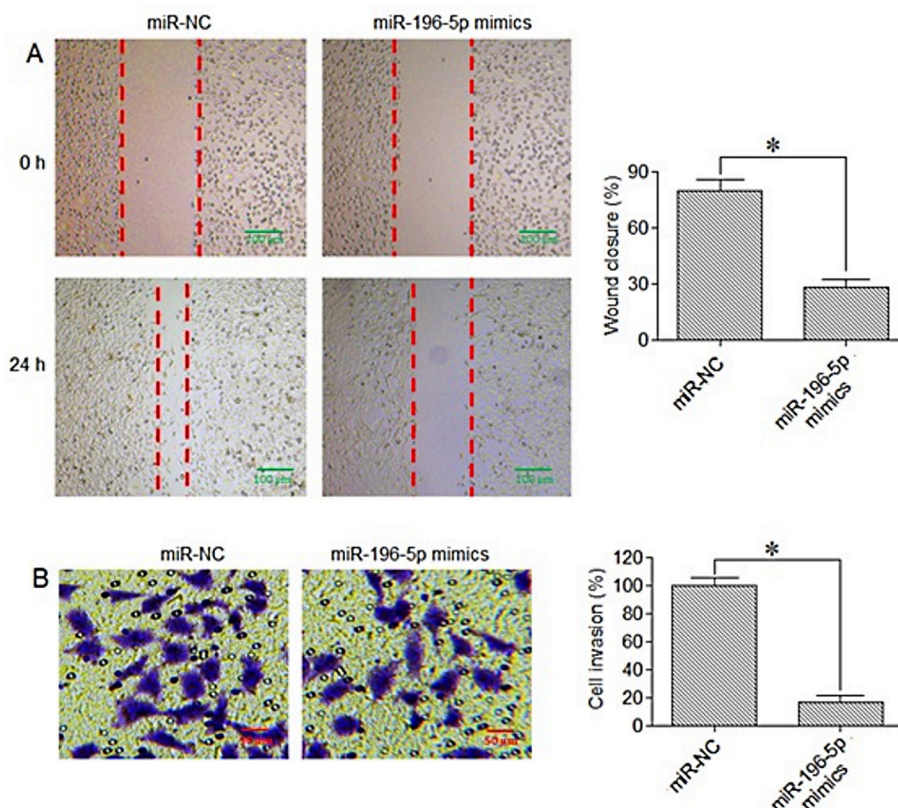 miR-NC
miR-196-5p mimics
A
0 h
100 μm
24 h
100 μm
100 μm
Wound closure (%)
90
60
30
0
*
miR-NC
miR-196-5p
mimics
miR-NC
miR-196-5p mimics
B
50 μm
Cell invasion (%)
120
100
80
60
40
20
0
*
miR-NC
miR-196-5p
mimics